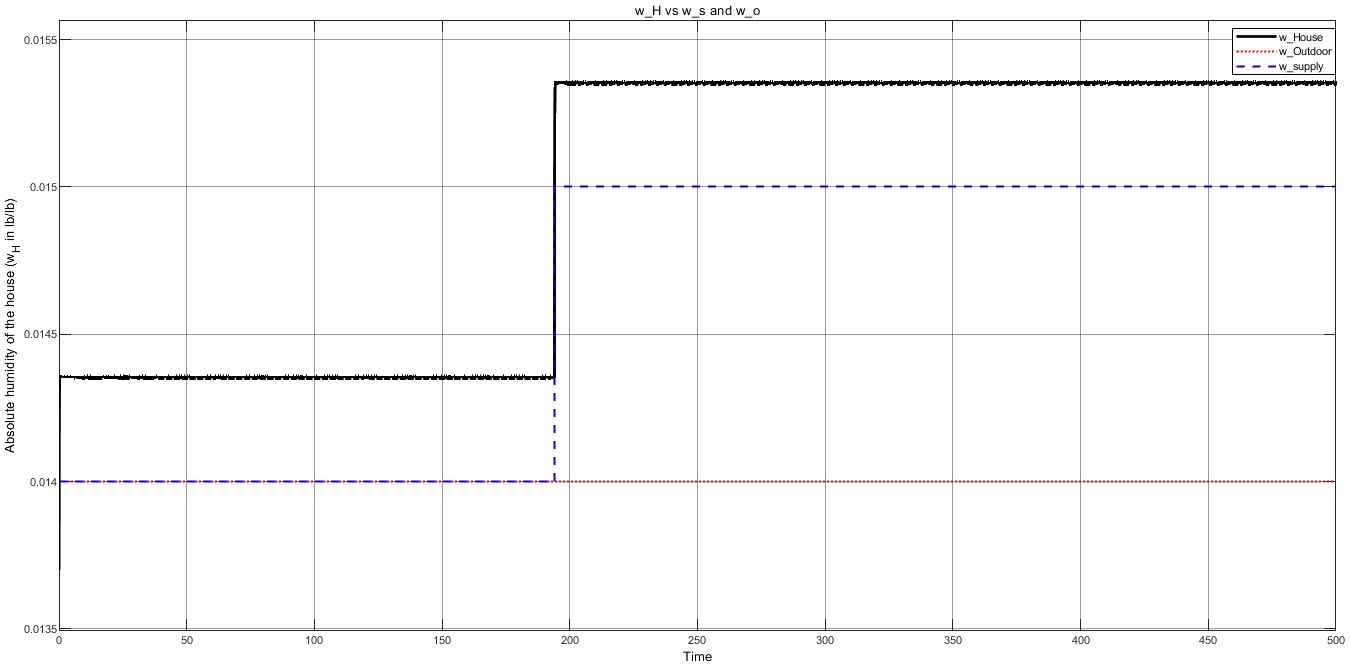 w_H vs w_s and w_o
0.0155
w_House
w_Outdoor
w_supply
0.015
0.0145
0.014
0.0135
Absolute humidity of the house (w_H in lb/lb)
0 50 100 150 200 250 300 350 400 450 500
Time